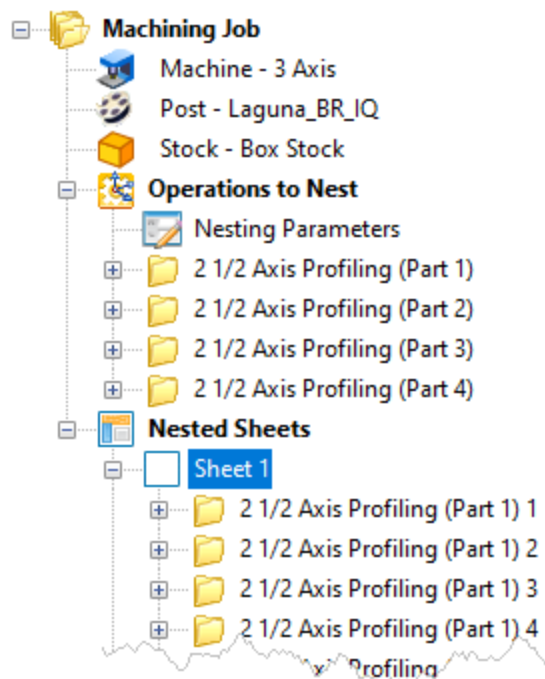 Machining Job
Machine - 3 Axis
Post - Laguna_BR_IQ
Stock - Box Stock
Operations to Nest
Nesting Parameters
2 1/2 Axis Profiling (Part 1)
2 1/2 Axis Profiling (Part 2)
2 1/2 Axis Profiling (Part 3)
2 1/2 Axis Profiling (Part 4)
Nested Sheets
Sheet 1
2 1/2 Axis Profiling (Part 1) 1
2 1/2 Axis Profiling (Part 1) 2
2 1/2 Axis Profiling (Part 1) 3
2 1/2 Axis Profiling (Part 1) 4
Profiling